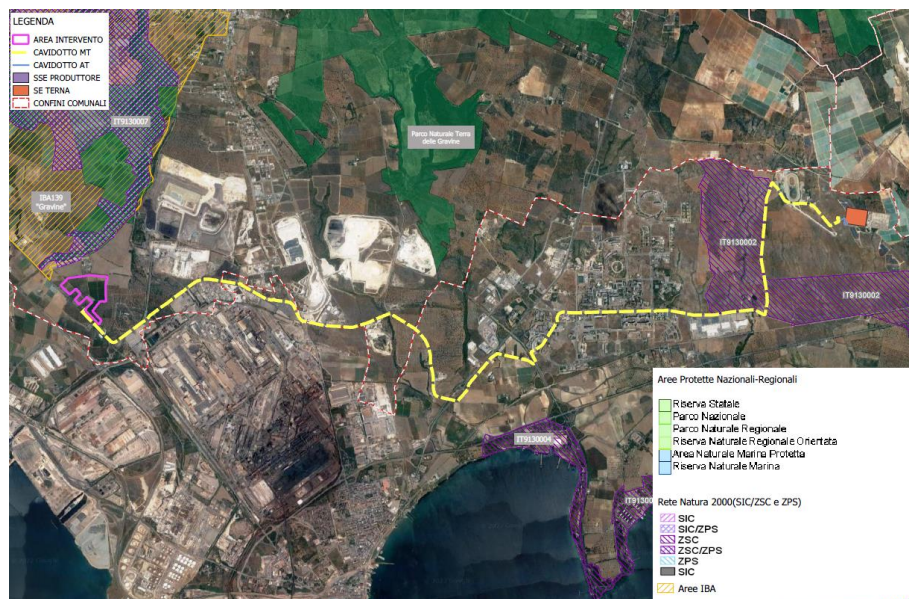 LEGENDA
AREA INTERVENTO
CAVIDOTTO MT
CAVIDOTTO AT
SSE PRODUTTORE
SE TERNA
CONFINI COMUNALI
IT9130007
IBA139
"Gravine"
Parco Naturale Terra
delle Gravine
IT9130002
IT9130002
IT9130004
Aree Protette Nazionali-Regionali
Riserva Statale
Parco Nazionale
Parco Naturale Regionale
Riserva Naturale Regionale Orientata
Area Naturale Marina Protetta
Riserva Naturale Marina
Rete Natura 2000(SIC/ZSC e ZPS)
SIC
SIC/ZPS
ZSC
ZSC/ZPS
ZPS
SIC
Aree IBA